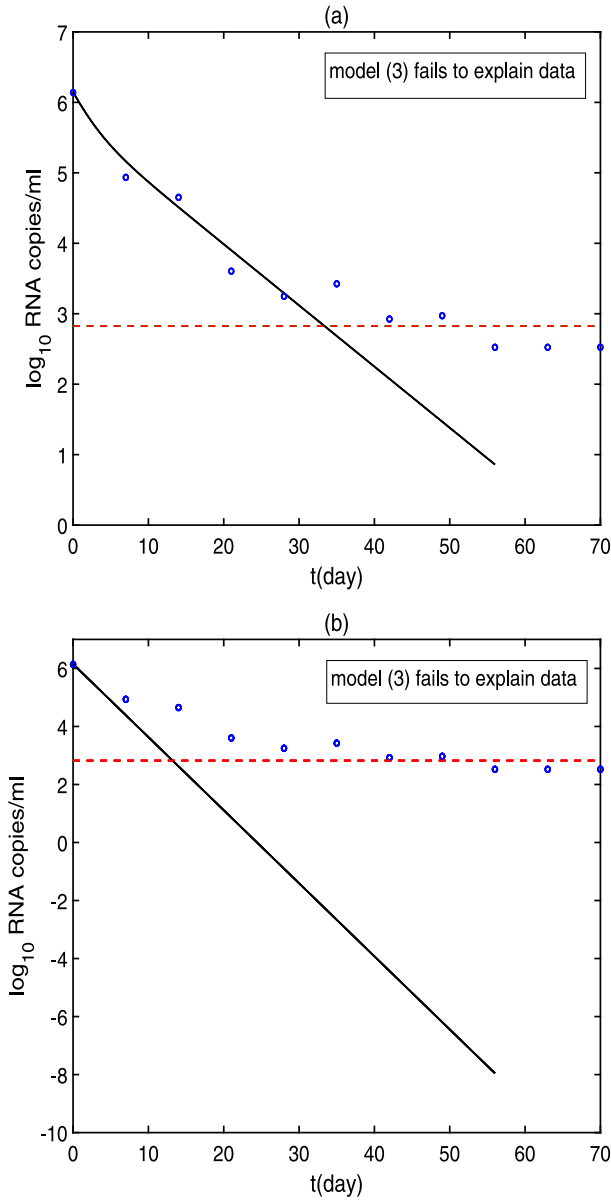 (a)
model (3) fails to explain data
7
6
5
4
3
2
1
0
log₁₀ RNA copies/ml
0 10 20 30 40 50 60 70
t(day)
(b)
model (3) fails to explain data
6
4
2
0
-2
-4
-6
-8
-10
log₁₀ RNA copies/ml
0 10 20 30 40 50 60 70
t(day)